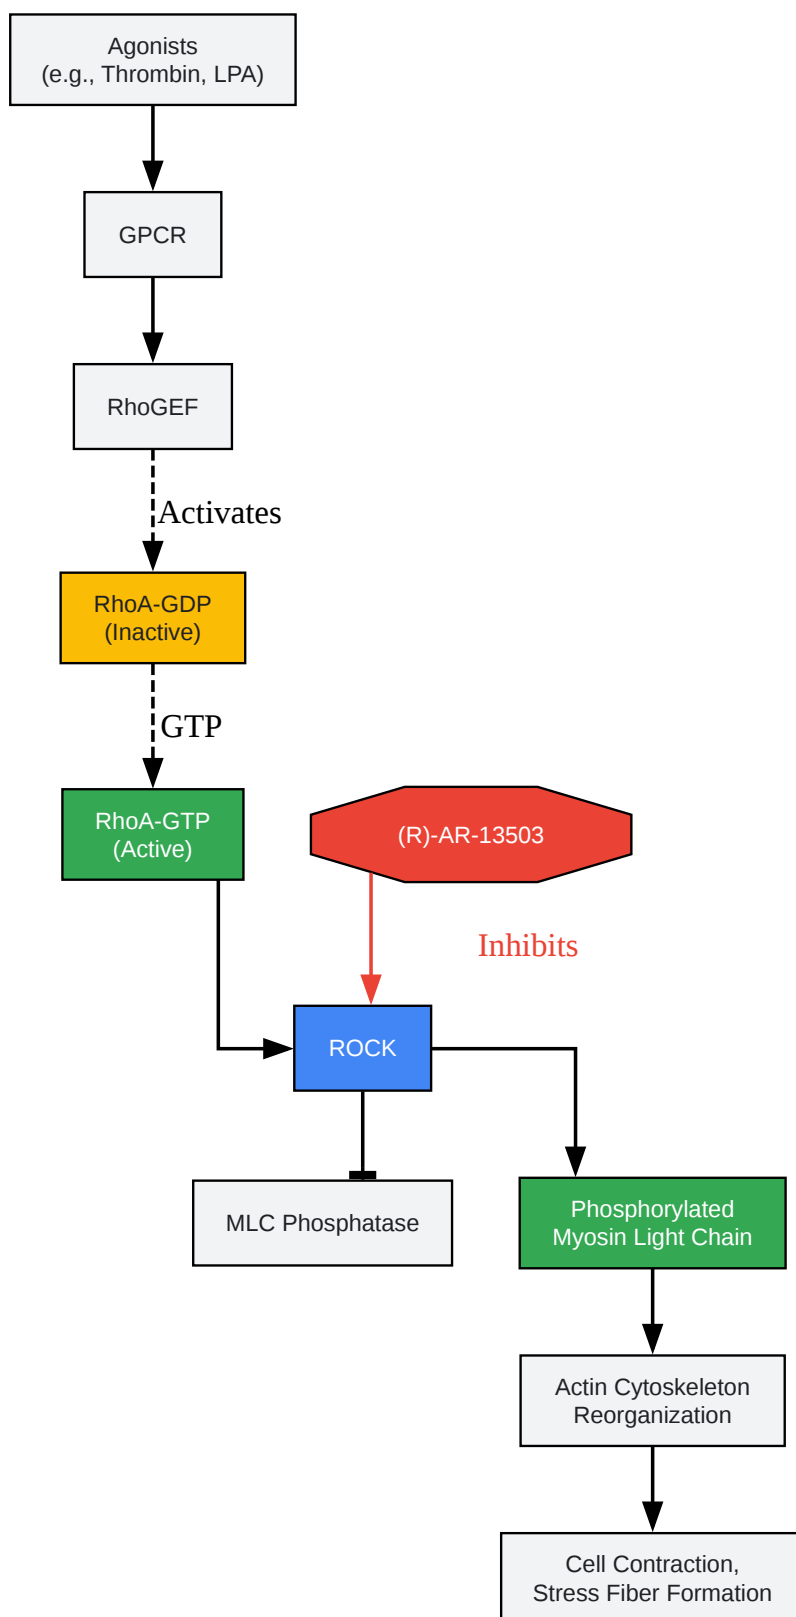 Agonists
(e.g., Thrombin, LPA)
GPCR
RhoGEF
Activates
RhoA-GDP
(Inactive)
GTP
RhoA-GTP
(Active)
(R)-AR-13503
Inhibits
ROCK
MLC Phosphatase
Phosphorylated
Myosin Light Chain
Actin Cytoskeleton
Reorganization
Cell Contraction,
Stress Fiber Formation